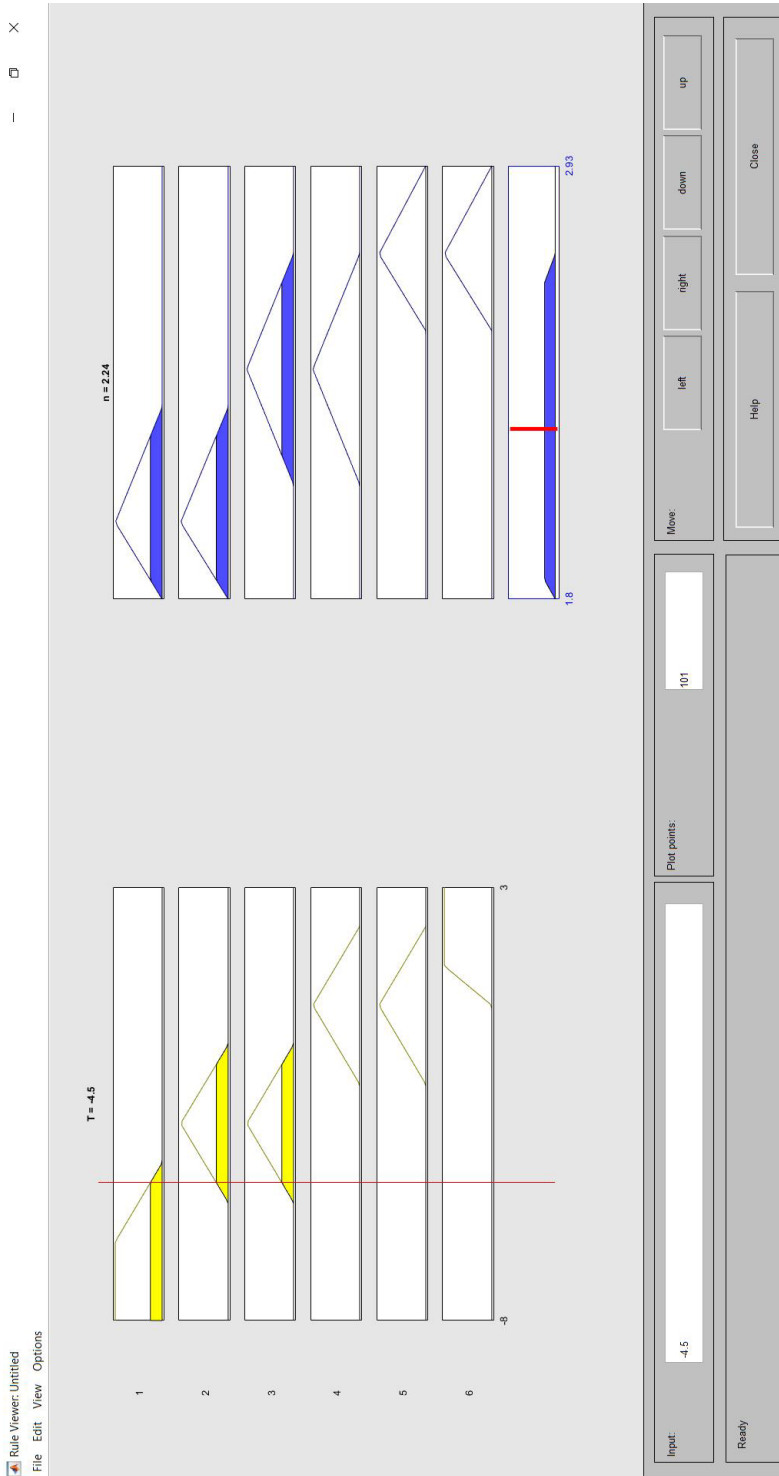 Rule Viewer: Untitled
File Edit View Options
T = -4.5
n = 2.24
1
2
3
4
5
6
-8
3
1.8
2.93
Input:
-4.5
Plot points:
101
Move:
left
right
down
up
Ready
Help
Close